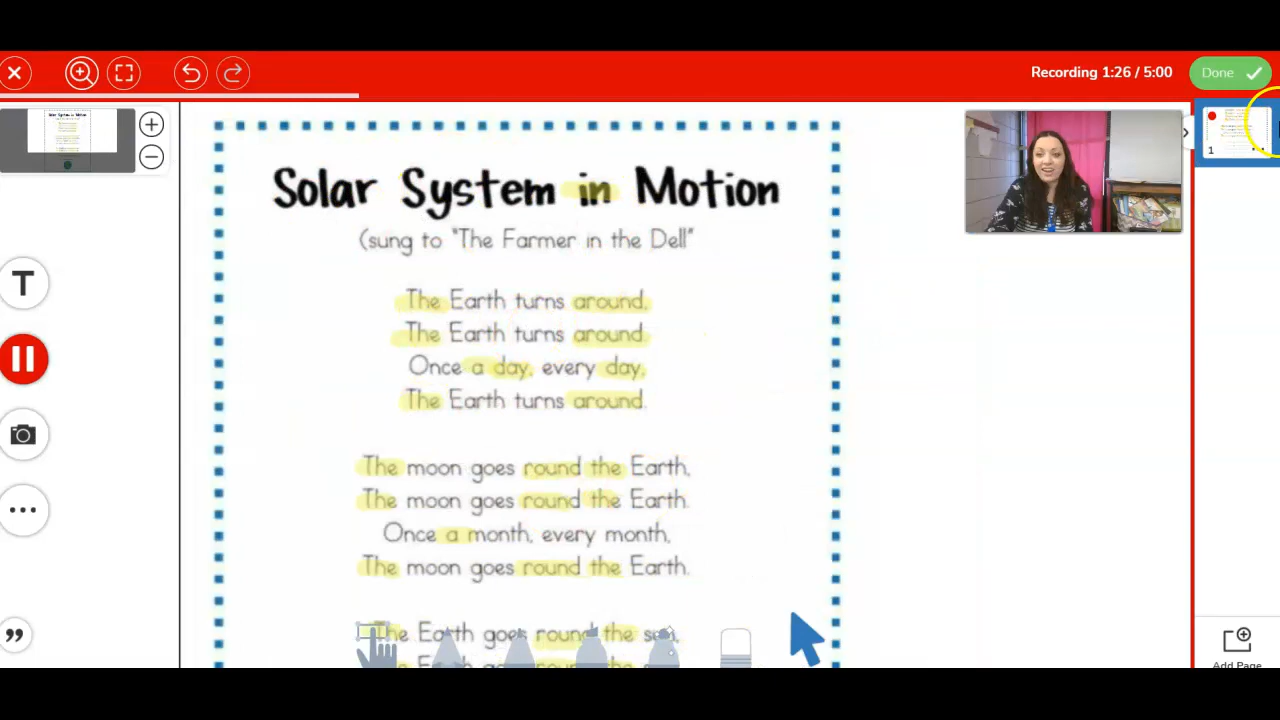 Recording 1:26 / 5:00
Done
Solar System in Motion
(sung to "The Farmer in the Dell"
The Earth turns around,
The Earth turns around.
Once a day, every day,
The Earth turns around.
The moon goes round the Earth,
The moon goes round the Earth.
Once a month, every month,
The moon goes round the Earth.
The Earth goes round the sun,
T
1
Add Page